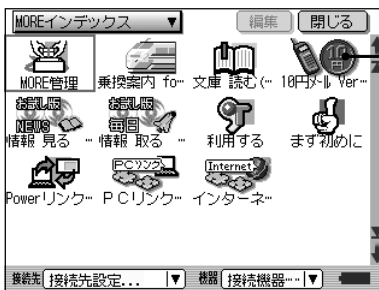 MOREインデックス ▼ 編集 閉じる
お試し版 お試し版
NEWS 毎日
MORE管理 乗換案内 fo… 文庫 読む(… 10円メール Ver…
情報 見る … 情報 取る … 利用する まず初めに
PCリンク Internet
Powerリンク… PCリンク… インターネ…
接続先 接続先設定... ▼ 機器 接続機器… ▼